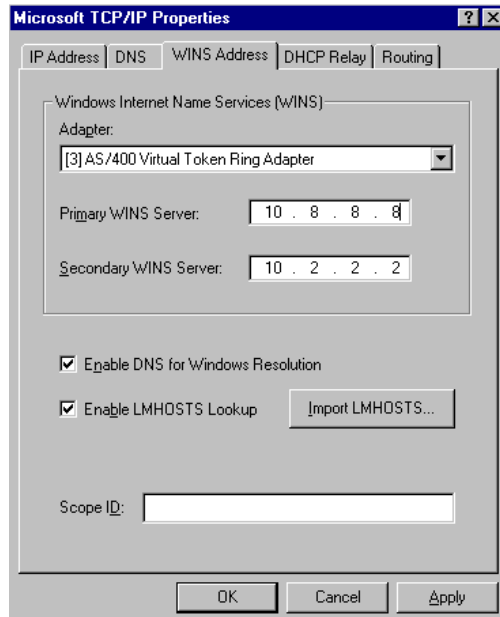 Microsoft TCP/IP Properties
IP Address DNS WINS Address DHCP Relay Routing
Windows Internet Name Services (WINS)
Adapter:
[3] AS/400 Virtual Token Ring Adapter
Primary WINS Server: 10 . 8 . 8 . 8
Secondary WINS Server: 10 . 2 . 2 . 2
Enable DNS for Windows Resolution
Enable LMHOSTS Lookup Import LMHOSTS...
Scope ID:
OK Cancel Apply